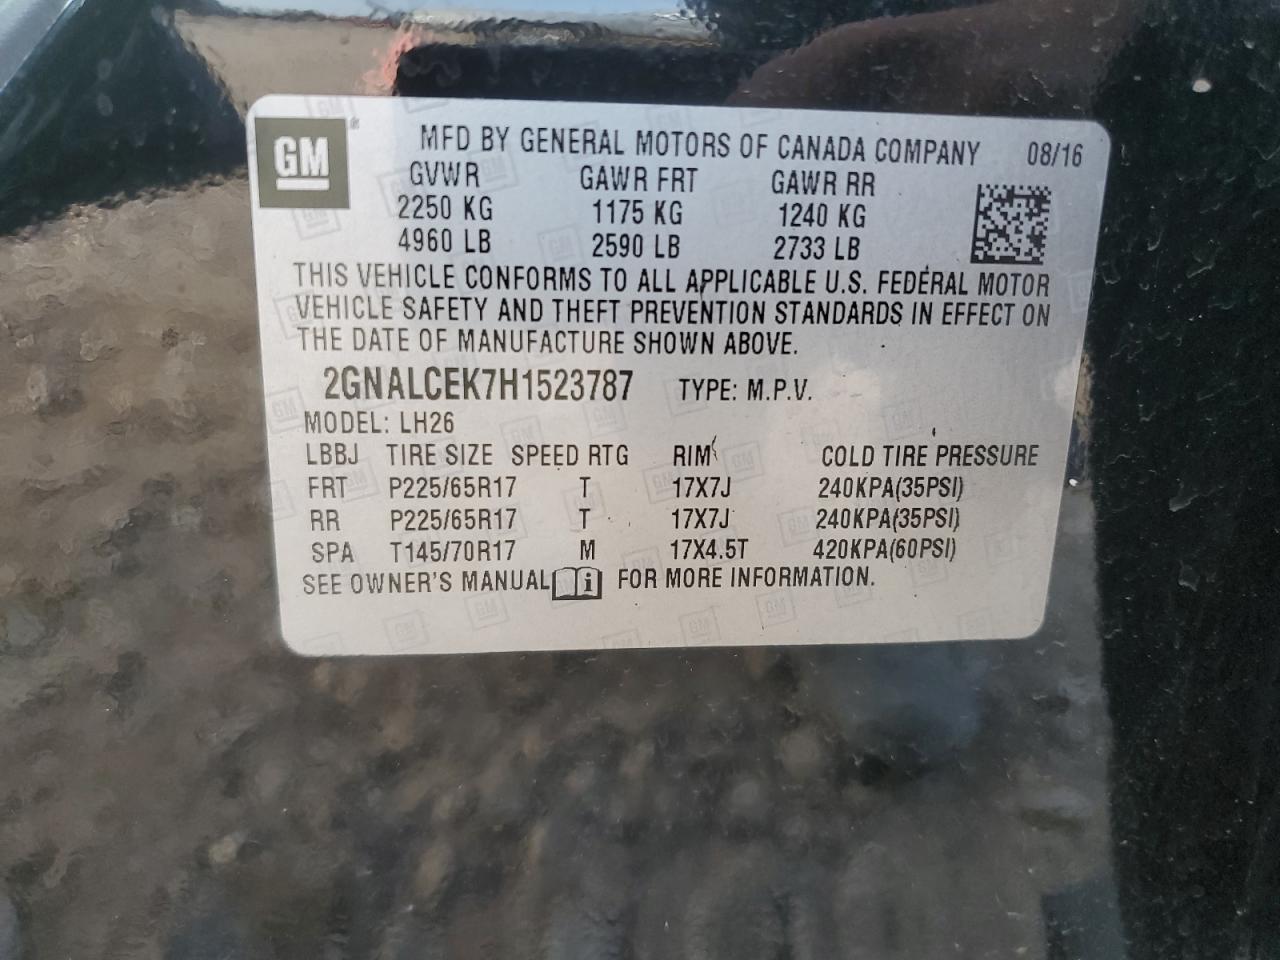 GM
MFD BY GENERAL MOTORS OF CANADA COMPANY 08/16
GVWR GAWR FRT GAWR RR
2250 KG 1175 KG 1240 KG
4960 LB 2590 LB 2733 LB
THIS VEHICLE CONFORMS TO ALL APPLICABLE U.S. FEDERAL MOTOR
VEHICLE SAFETY AND THEFT PREVENTION STANDARDS IN EFFECT ON
THE DATE OF MANUFACTURE SHOWN ABOVE.
2GNALCEK7H1523787 TYPE: M.P.V.
MODEL: LH26
LBBJ TIRE SIZE SPEED RTG RIM COLD TIRE PRESSURE
FRT P225/65R17 T 17X7J 240KPA(35PSI)
RR P225/65R17 T 17X7J 240KPA(35PSI)
SPA T145/70R17 M 17X4.5T 420KPA(60PSI)
SEE OWNER'S MANUAL i FOR MORE INFORMATION.